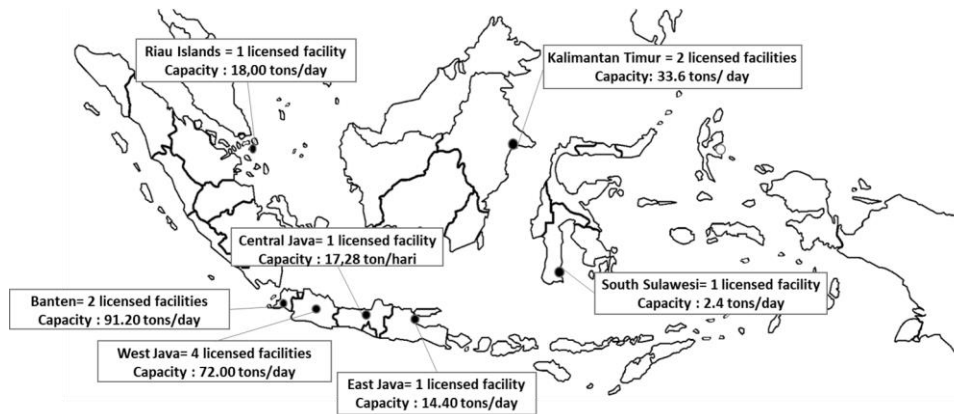 Riau Islands = 1 licensed facility
Capacity : 18,00 tons/day
Kalimantan Timur = 2 licensed facilities
Capacity: 33.6 tons/ day
Central Java= 1 licensed facility
Capacity : 17,28 ton/hari
South Sulawesi= 1 licensed facility
Capacity : 2.4 tons/day
Banten= 2 licensed facilities
Capacity : 91.20 tons/day
West Java= 4 licensed facilities
Capacity : 72.00 tons/day
East Java= 1 licensed facility
Capacity : 14.40 tons/day